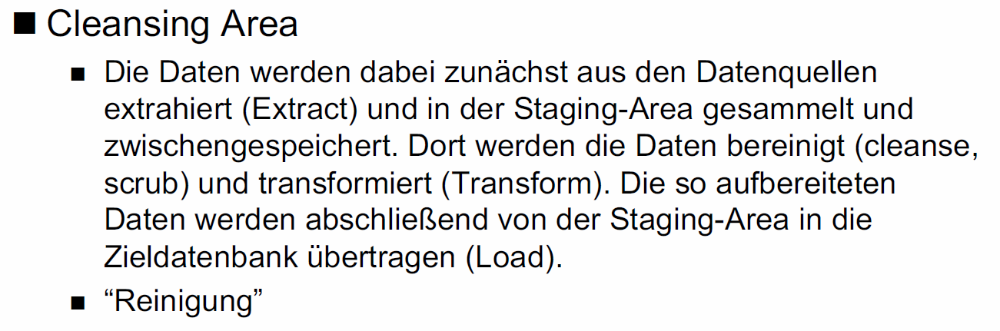 ■ Cleansing Area
■ Die Daten werden dabei zunächst aus den Datenquellen
extrahiert (Extract) und in der Staging-Area gesammelt und
zwischengespeichert. Dort werden die Daten bereinigt (cleanse,
scrub) und transformiert (Transform). Die so aufbereiteten
Daten werden abschließend von der Staging-Area in die
Zieldatenbank übertragen (Load).
■ “Reinigung”